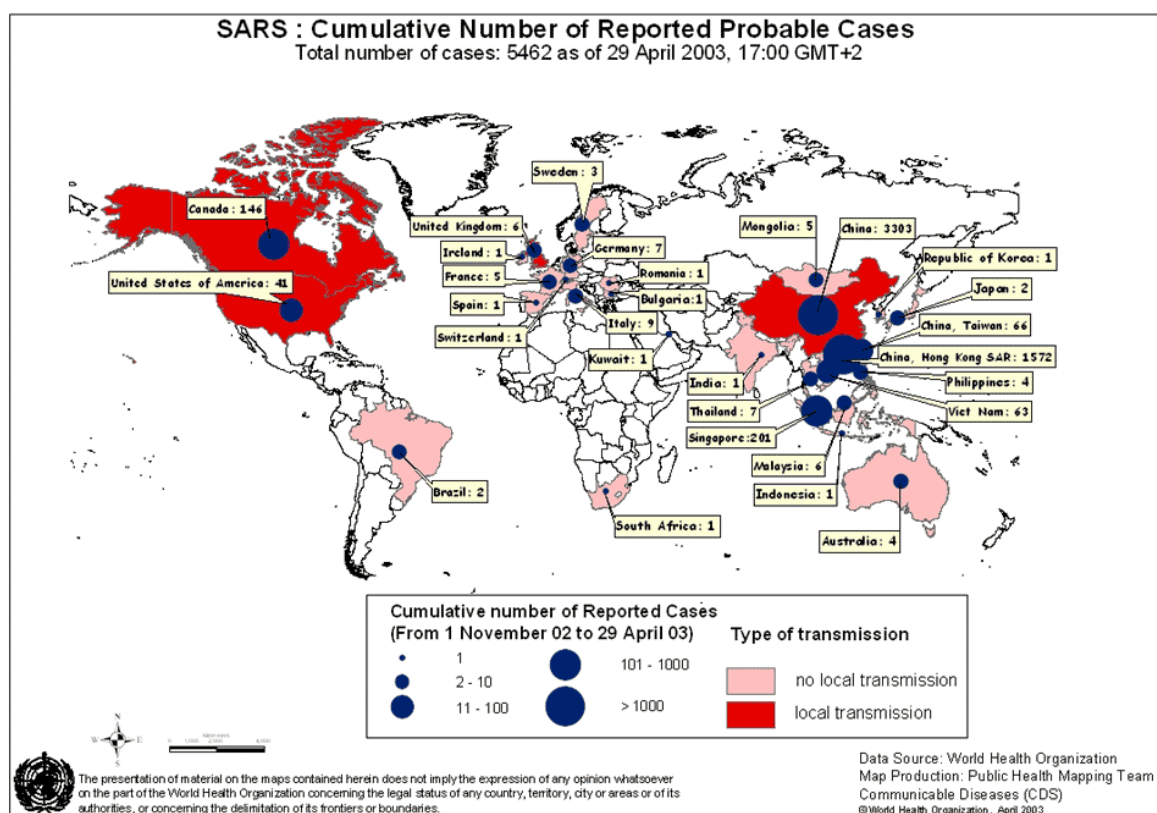 SARS : Cumulative Number of Reported Probable Cases
Total number of cases: 5462 as of 29 April 2003, 17:00 GMT+2
Sweden : 3
Canada : 146
United Kingdom : 6
Mongolia : 5
China : 3303
Ireland : 1
Germany : 7
Republic of Korea : 1
France : 5
Romania : 1
United States of America : 41
Japan : 2
Spain : 1
Bulgaria:1
Italy : 9
China, Taiwan : 66
Switzerland : 1
Kuwait : 1
China, Hong Kong SAR : 1572
India : 1
Philippines : 4
Thailand : 7
Viet Nam : 63
Singapore:201
Malaysia : 6
Brazil: 2
Indonesia : 1
South Africa : 1
Australia : 4
Cumulative number of Reported Cases
(From 1 November 02 to 29 April 03)
1
2 - 10
11 - 100
101 - 1000
> 1000
Type of transmission
no local transmission
local transmission
N
W E
S
The presentation of material on the maps contained herein does not imply the expression of any opinion whatsoever
on the part of the World Health Organization concerning the legal status of any country, territory, city or areas or of its
authorities, or concerning the delimitation of its frontiers or boundaries.
Data Source: World Health Organization
Map Production: Public Health Mapping Team
Communicable Diseases (CDS)
©World Health Organization, April 2003